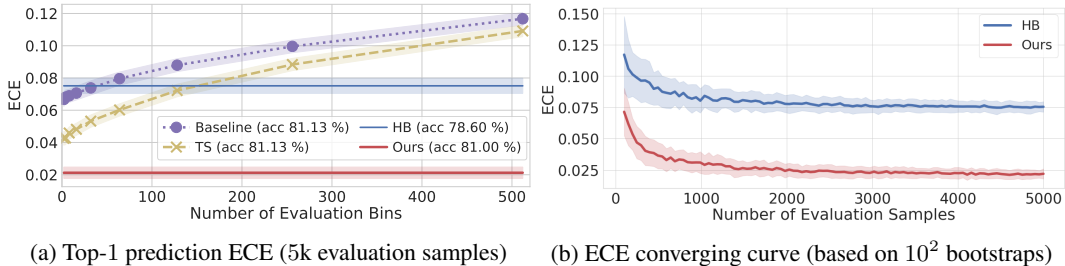 0.12
0.10
0.08
0.06
0.04
0.02
ECE
Baseline (acc 81.13 %)
TS (acc 81.13 %)
HB (acc 78.60 %)
Ours (acc 81.00 %)
0 100 200 300 400 500
Number of Evaluation Bins
(a) Top-1 prediction ECE (5k evaluation samples)
0.150
0.125
0.100
0.075
0.050
0.025
ECE
HB
Ours
0 1000 2000 3000 4000 5000
Number of Evaluation Samples
(b) ECE converging curve (based on 10² bootstraps)